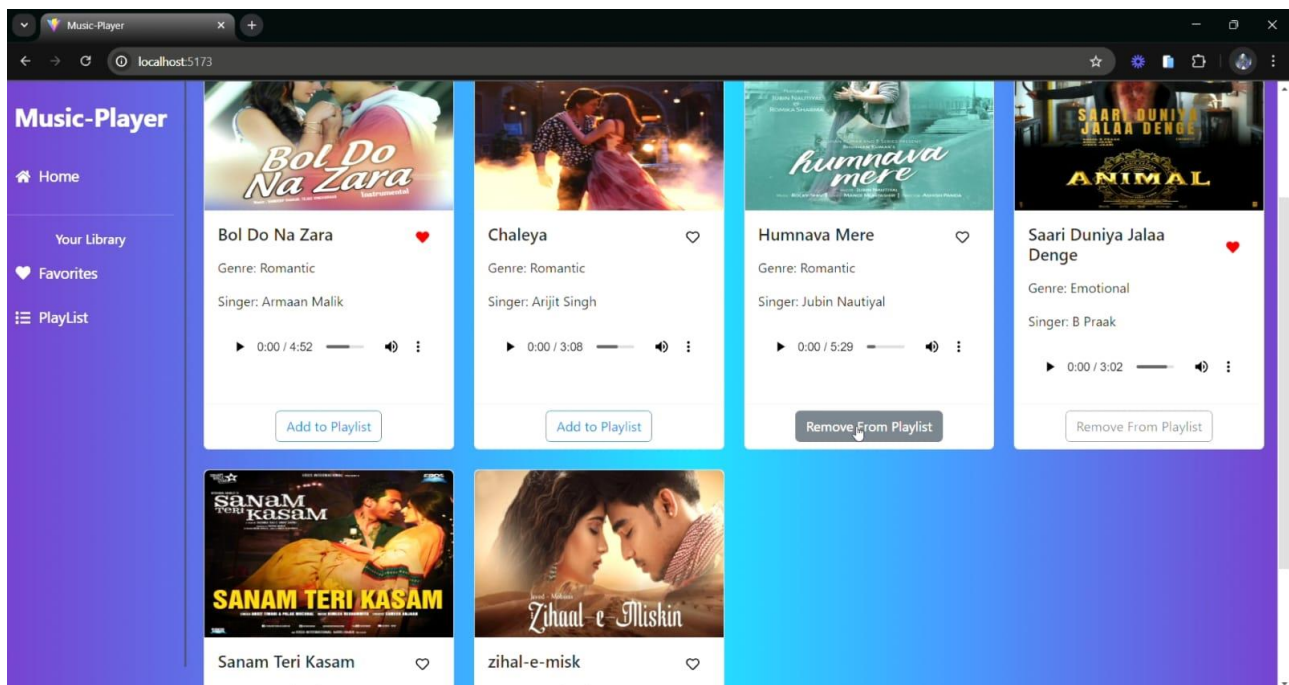 Music-Player
localhost:5173
Music-Player
Home
Your Library
Favorites
PlayList
Bol Do
Na Zara
Instrumental
JUBIN NAUTIYAL
humnava
mere
SAARI DUNIYA
JALAA DENGE
ANIMAL
Bol Do Na Zara
Genre: Romantic
Singer: Armaan Malik
0:00 / 4:52
Add to Playlist
Chaleya
Genre: Romantic
Singer: Arijit Singh
0:00 / 3:08
Add to Playlist
Humnava Mere
Genre: Romantic
Singer: Jubin Nautiyal
0:00 / 5:29
Remove From Playlist
Saari Duniya Jalaa
Denge
Genre: Emotional
Singer: B Praak
0:00 / 3:02
Remove From Playlist
EROS
SANAM
TERI KASAM
SANAM TERI KASAM
Zihaal-e-Miskin
Sanam Teri Kasam
zihal-e-misk